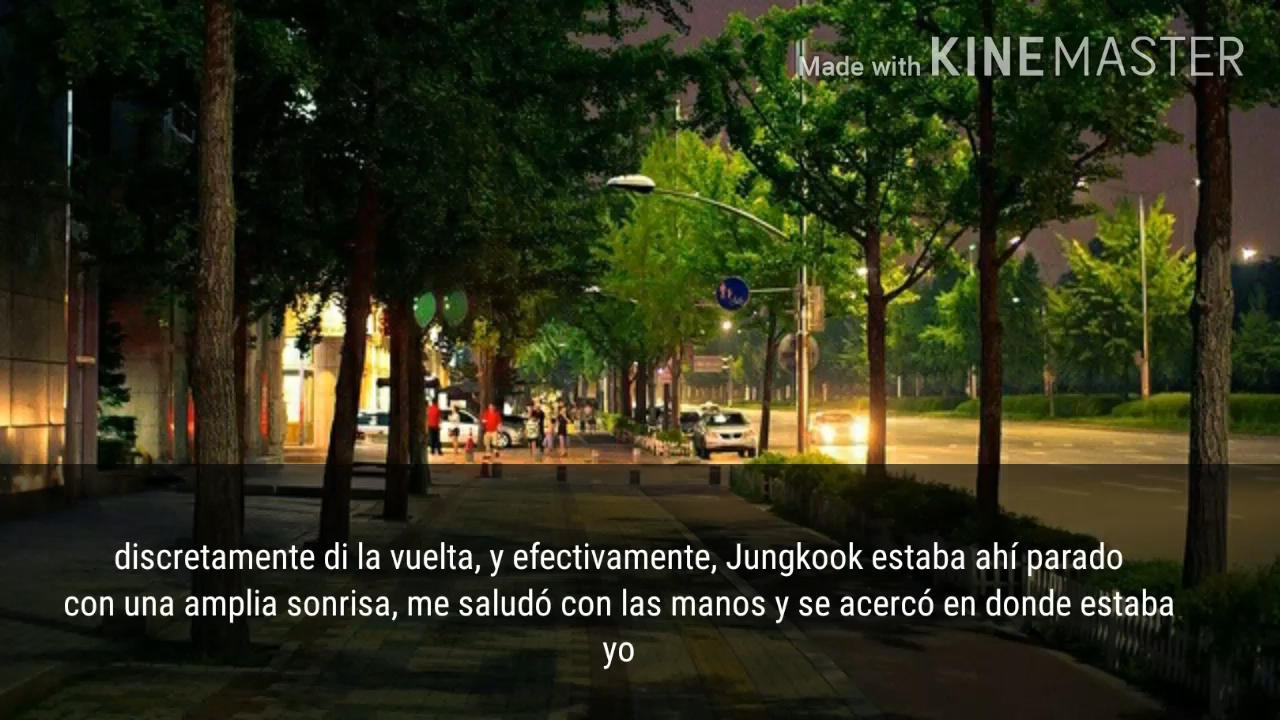 Made with KINEMASTER
discretamente di la vuelta, y efectivamente, Jungkook estaba ahí parado
con una amplia sonrisa, me saludó con las manos y se acercó en donde estaba
yo